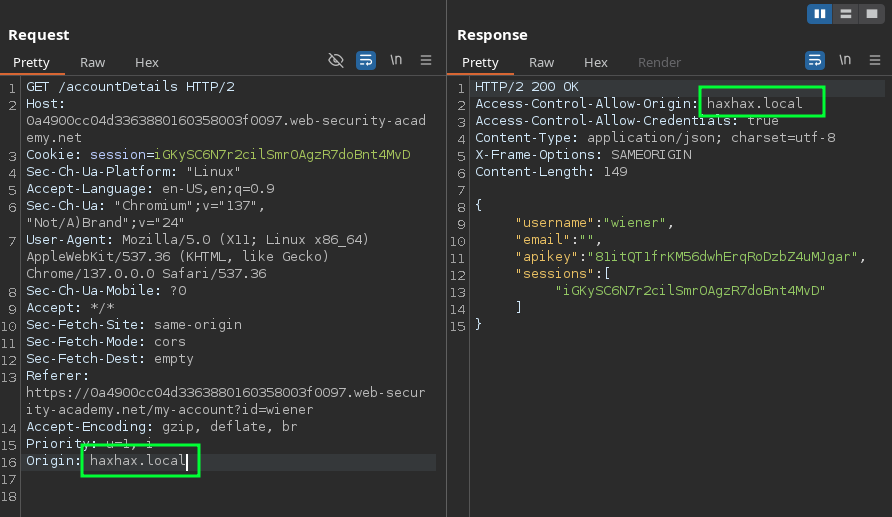 Request
Pretty Raw Hex \n
1 GET /accountDetails HTTP/2
2 Host:
0a4900cc04d3363880160358003f0097.web-security-acad
emy.net
3 Cookie: session=iGKySC6N7r2cilSmrOAgzR7doBnt4MvD
4 Sec-Ch-Ua-Platform: "Linux"
5 Accept-Language: en-US,en;q=0.9
6 Sec-Ch-Ua: "Chromium";v="137",
"Not/A)Brand";v="24"
7 User-Agent: Mozilla/5.0 (X11; Linux x86_64)
AppleWebKit/537.36 (KHTML, like Gecko)
Chrome/137.0.0.0 Safari/537.36
8 Sec-Ch-Ua-Mobile: ?0
9 Accept: */*
10 Sec-Fetch-Site: same-origin
11 Sec-Fetch-Mode: cors
12 Sec-Fetch-Dest: empty
13 Referer:
https://0a4900cc04d3363880160358003f0097.web-secur
ity-academy.net/my-account?id=wiener
14 Accept-Encoding: gzip, deflate, br
15 Priority: u=1, i
16 Origin: haxhax.local
17
18
Response
Pretty Raw Hex Render \n
1 HTTP/2 200 OK
2 Access-Control-Allow-Origin: haxhax.local
3 Access-Control-Allow-Credentials: true
4 Content-Type: application/json; charset=utf-8
5 X-Frame-Options: SAMEORIGIN
6 Content-Length: 149
7
8 {
9 "username":"wiener",
10 "email":"",
11 "apikey":"81itQT1frKM56dwhErqRoDzbZ4uMJgar",
12 "sessions":[
13 "iGKySC6N7r2cilSmrOAgzR7doBnt4MvD"
14 ]
15 }